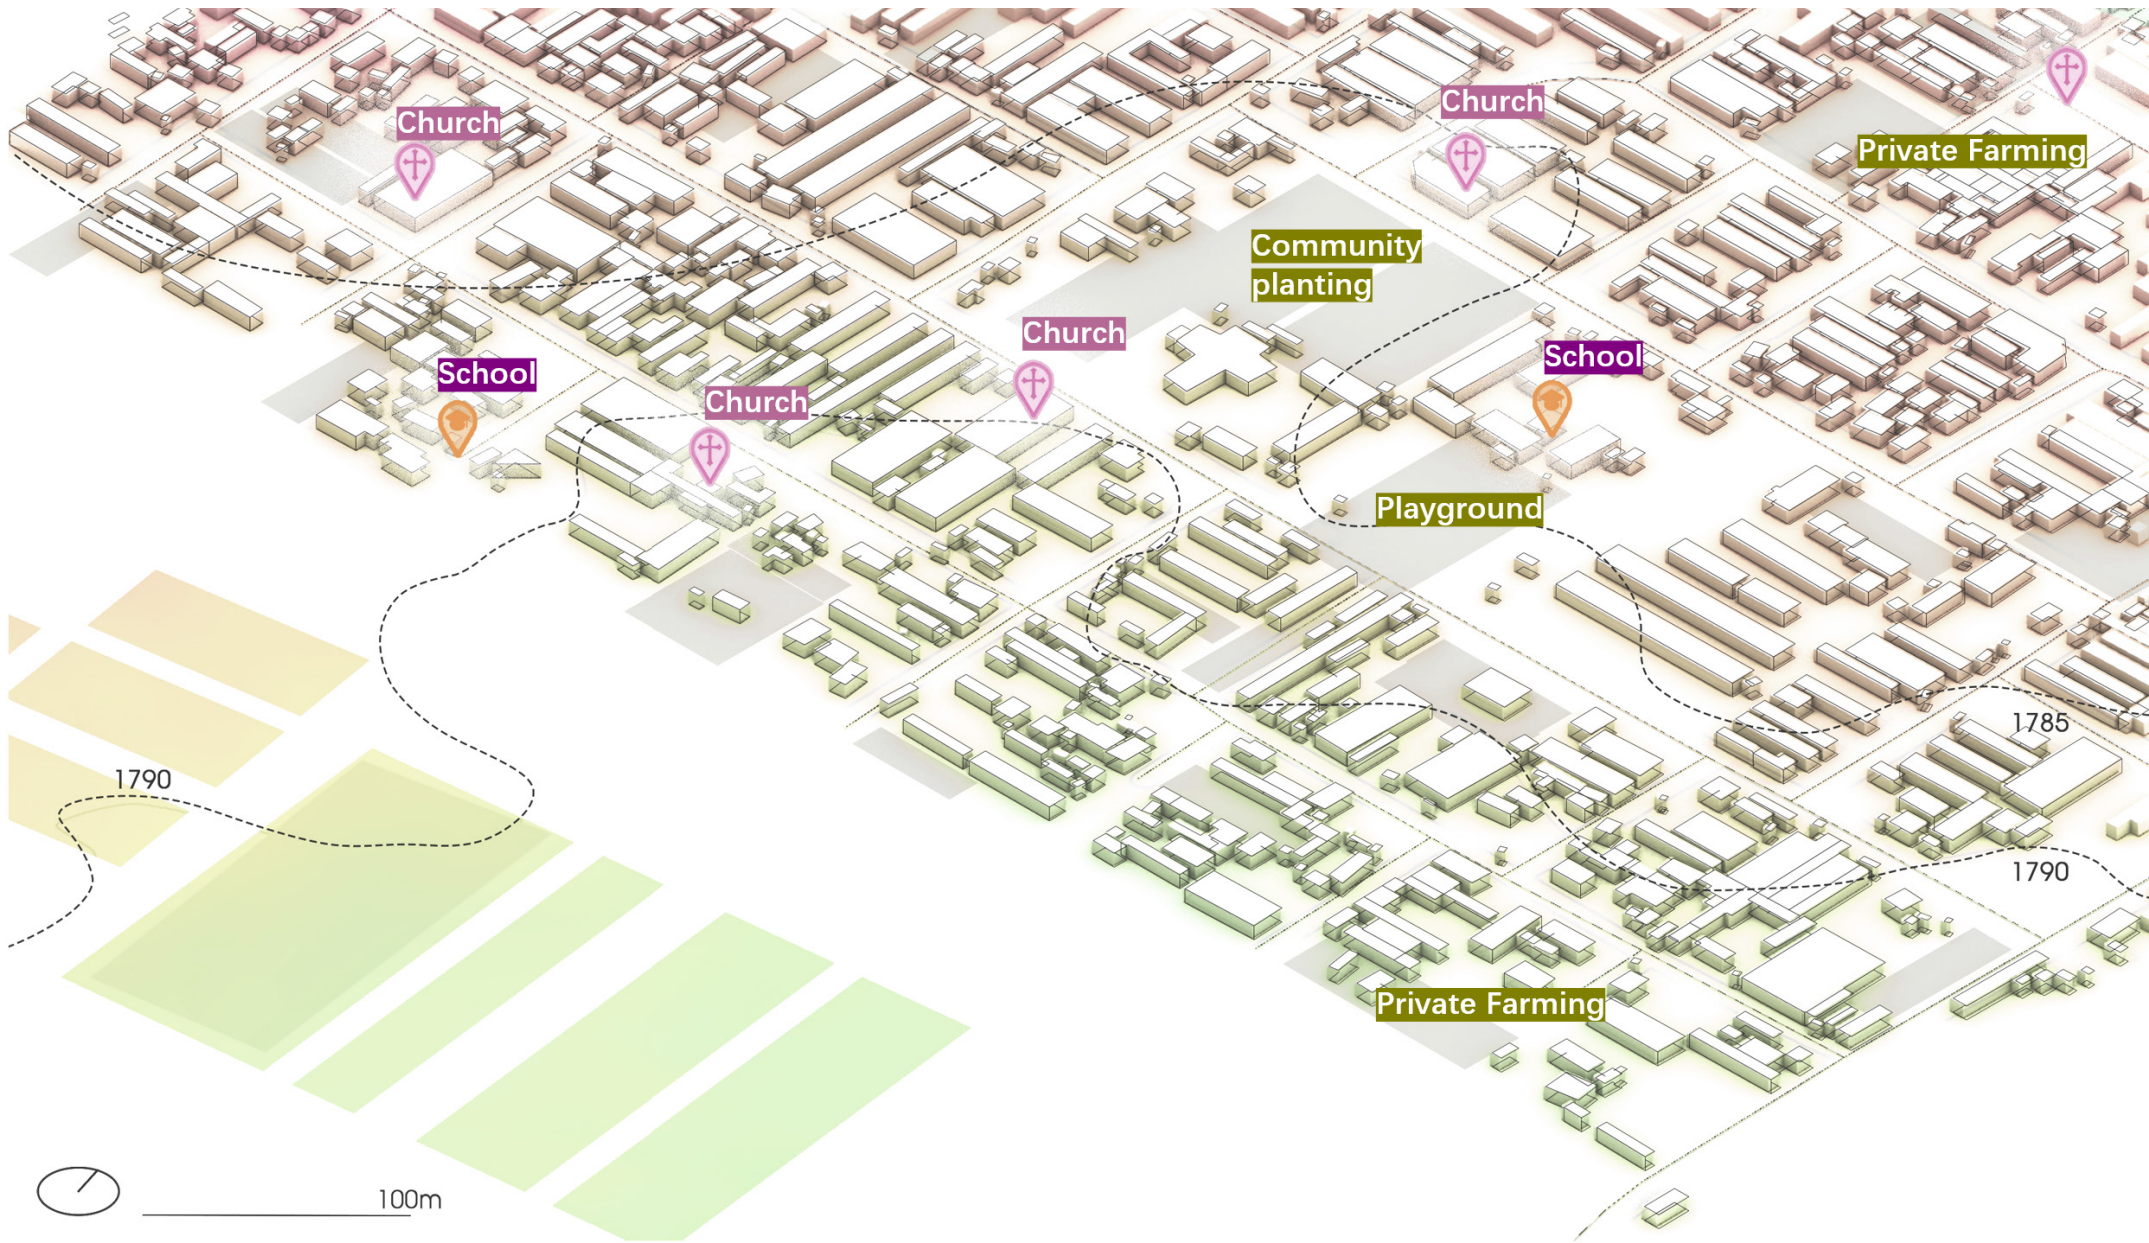 Church
Church
Private Farming
Community
planting
Church
School
School
Church
Playground
1785
1790
1790
Private Farming
100m